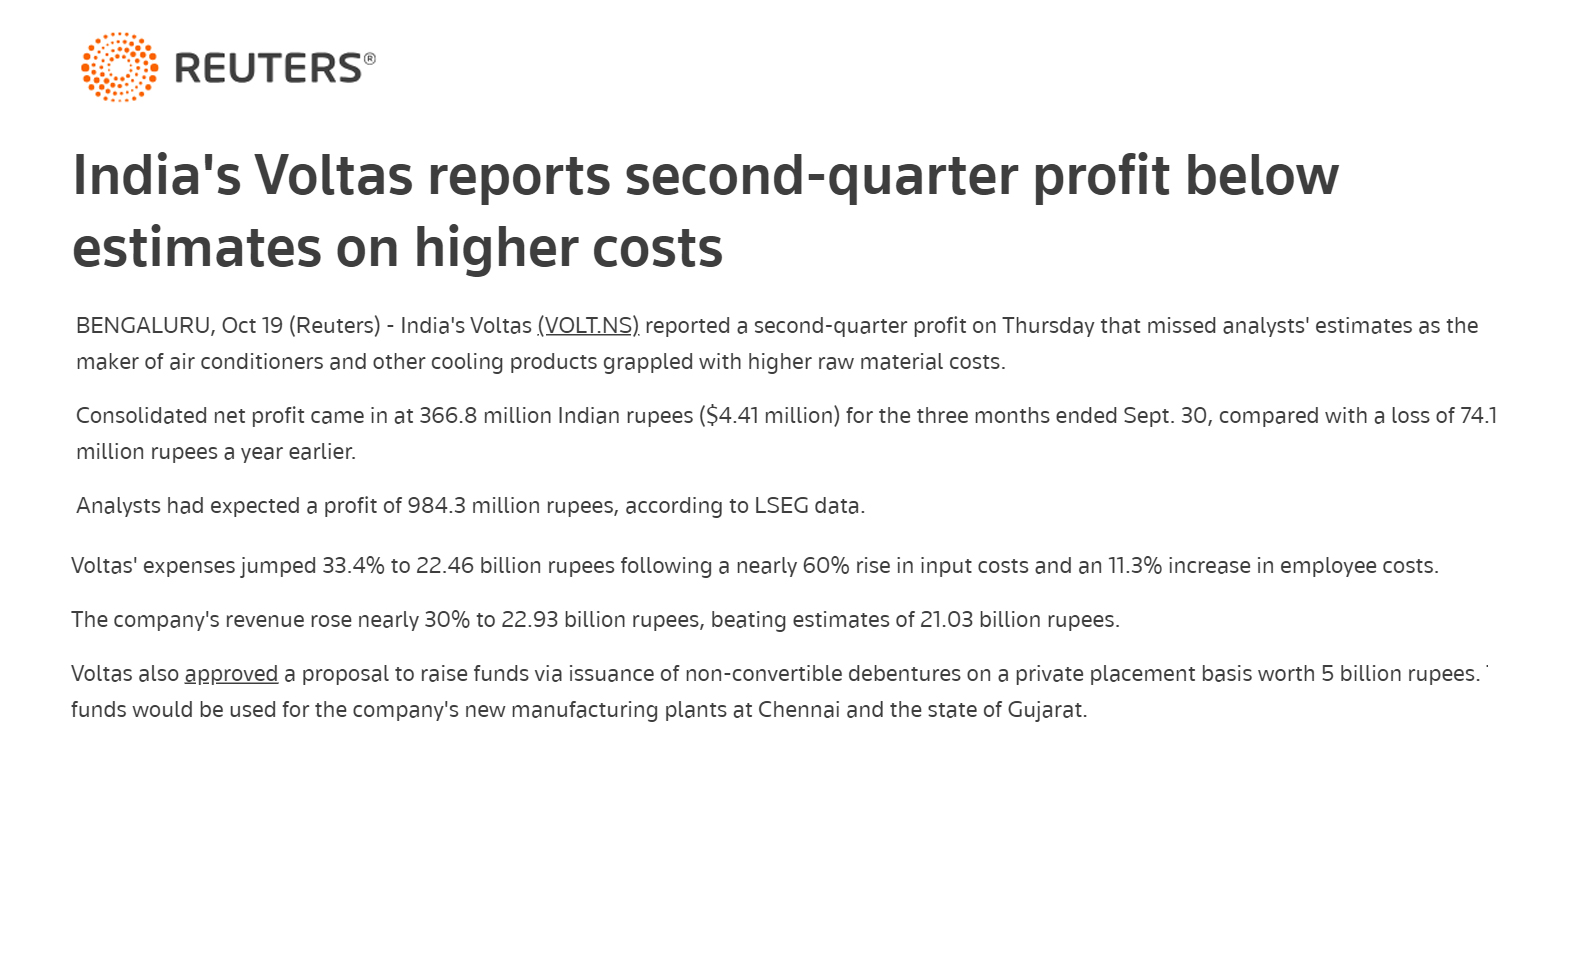 REUTERS®
India's Voltas reports second-quarter profit below
estimates on higher costs
BENGALURU, Oct 19 (Reuters) - India's Voltas (VOLT.NS) reported a second-quarter profit on Thursday that missed analysts' estimates as the
maker of air conditioners and other cooling products grappled with higher raw material costs.
Consolidated net profit came in at 366.8 million Indian rupees ($4.41 million) for the three months ended Sept. 30, compared with a loss of 74.1
million rupees a year earlier.
Analysts had expected a profit of 984.3 million rupees, according to LSEG data.
Voltas' expenses jumped 33.4% to 22.46 billion rupees following a nearly 60% rise in input costs and an 11.3% increase in employee costs.
The company's revenue rose nearly 30% to 22.93 billion rupees, beating estimates of 21.03 billion rupees.
Voltas also approved a proposal to raise funds via issuance of non-convertible debentures on a private placement basis worth 5 billion rupees.
funds would be used for the company's new manufacturing plants at Chennai and the state of Gujarat.